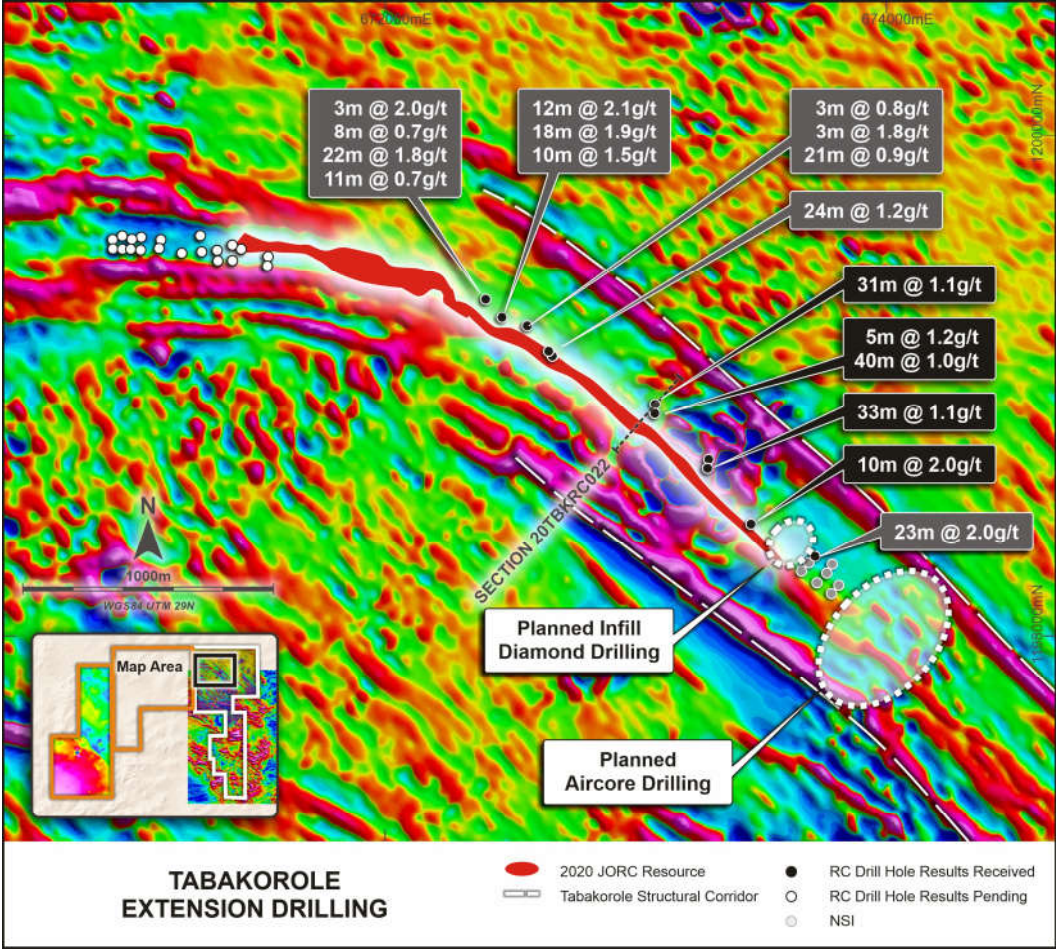 672000mE
674000mE
1200000mN
3m @ 2.0g/t
8m @ 0.7g/t
22m @ 1.8g/t
11m @ 0.7g/t
12m @ 2.1g/t
18m @ 1.9g/t
10m @ 1.5g/t
3m @ 0.8g/t
3m @ 1.8g/t
21m @ 0.9g/t
24m @ 1.2g/t
31m @ 1.1g/t
5m @ 1.2g/t
40m @ 1.0g/t
33m @ 1.1g/t
10m @ 2.0g/t
23m @ 2.0g/t
SECTION 20TBKRC022
N
1000m
WGS84 UTM 29N
1198000mN
Planned Infill
Diamond Drilling
Map Area
Planned
Aircore Drilling
TABAKOROLE
EXTENSION DRILLING
2020 JORC Resource
Tabakorole Structural Corridor
RC Drill Hole Results Received
RC Drill Hole Results Pending
NSI